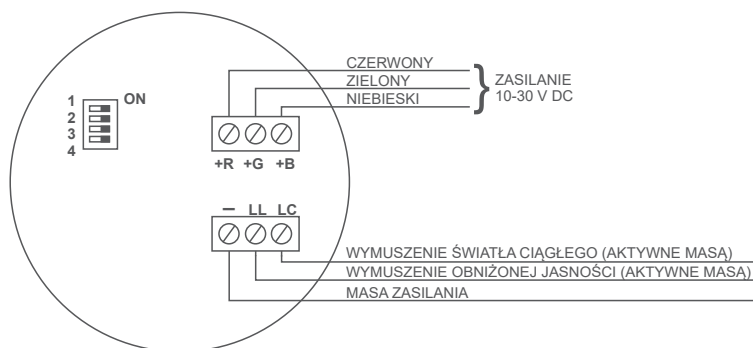 CZERWONY
ZIELONY
NIEBIESKI
ZASILANIE
10-30 V DC
1
2
3
4
ON
+R +G +B
– LL LC
WYMUSZENIE ŚWIATŁA CIĄGŁEGO (AKTYWNE MASĄ)
WYMUSZENIE OBNIŻONEJ JASNOŚCI (AKTYWNE MASĄ)
MASA ZASILANIA